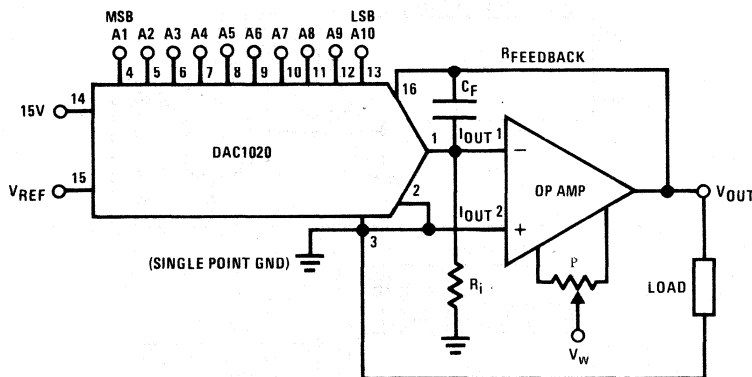 MSB LSB
A1 A2 A3 A4 A5 A6 A7 A8 A9 A10
4 5 6 7 8 9 10 11 12 13
RFEEDBACK
16
CF
15V 14
DAC1020
1 IOUT 1
−
OP AMP
VREF 15
2
IOUT 2
+
VOUT
3
(SINGLE POINT GND)
Ri
P
LOAD
VW